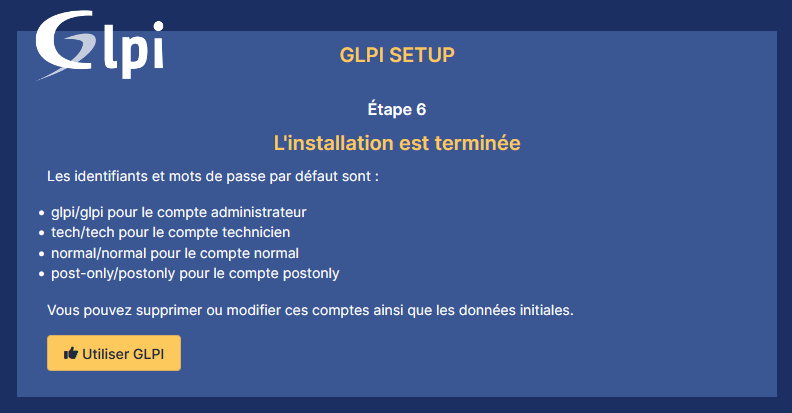 Glpi
GLPI SETUP
Étape 6
L'installation est terminée
Les identifiants et mots de passe par défaut sont :
• glpi/glpi pour le compte administrateur
• tech/tech pour le compte technicien
• normal/normal pour le compte normal
• post-only/postonly pour le compte postonly
Vous pouvez supprimer ou modifier ces comptes ainsi que les données initiales.
Utiliser GLPI